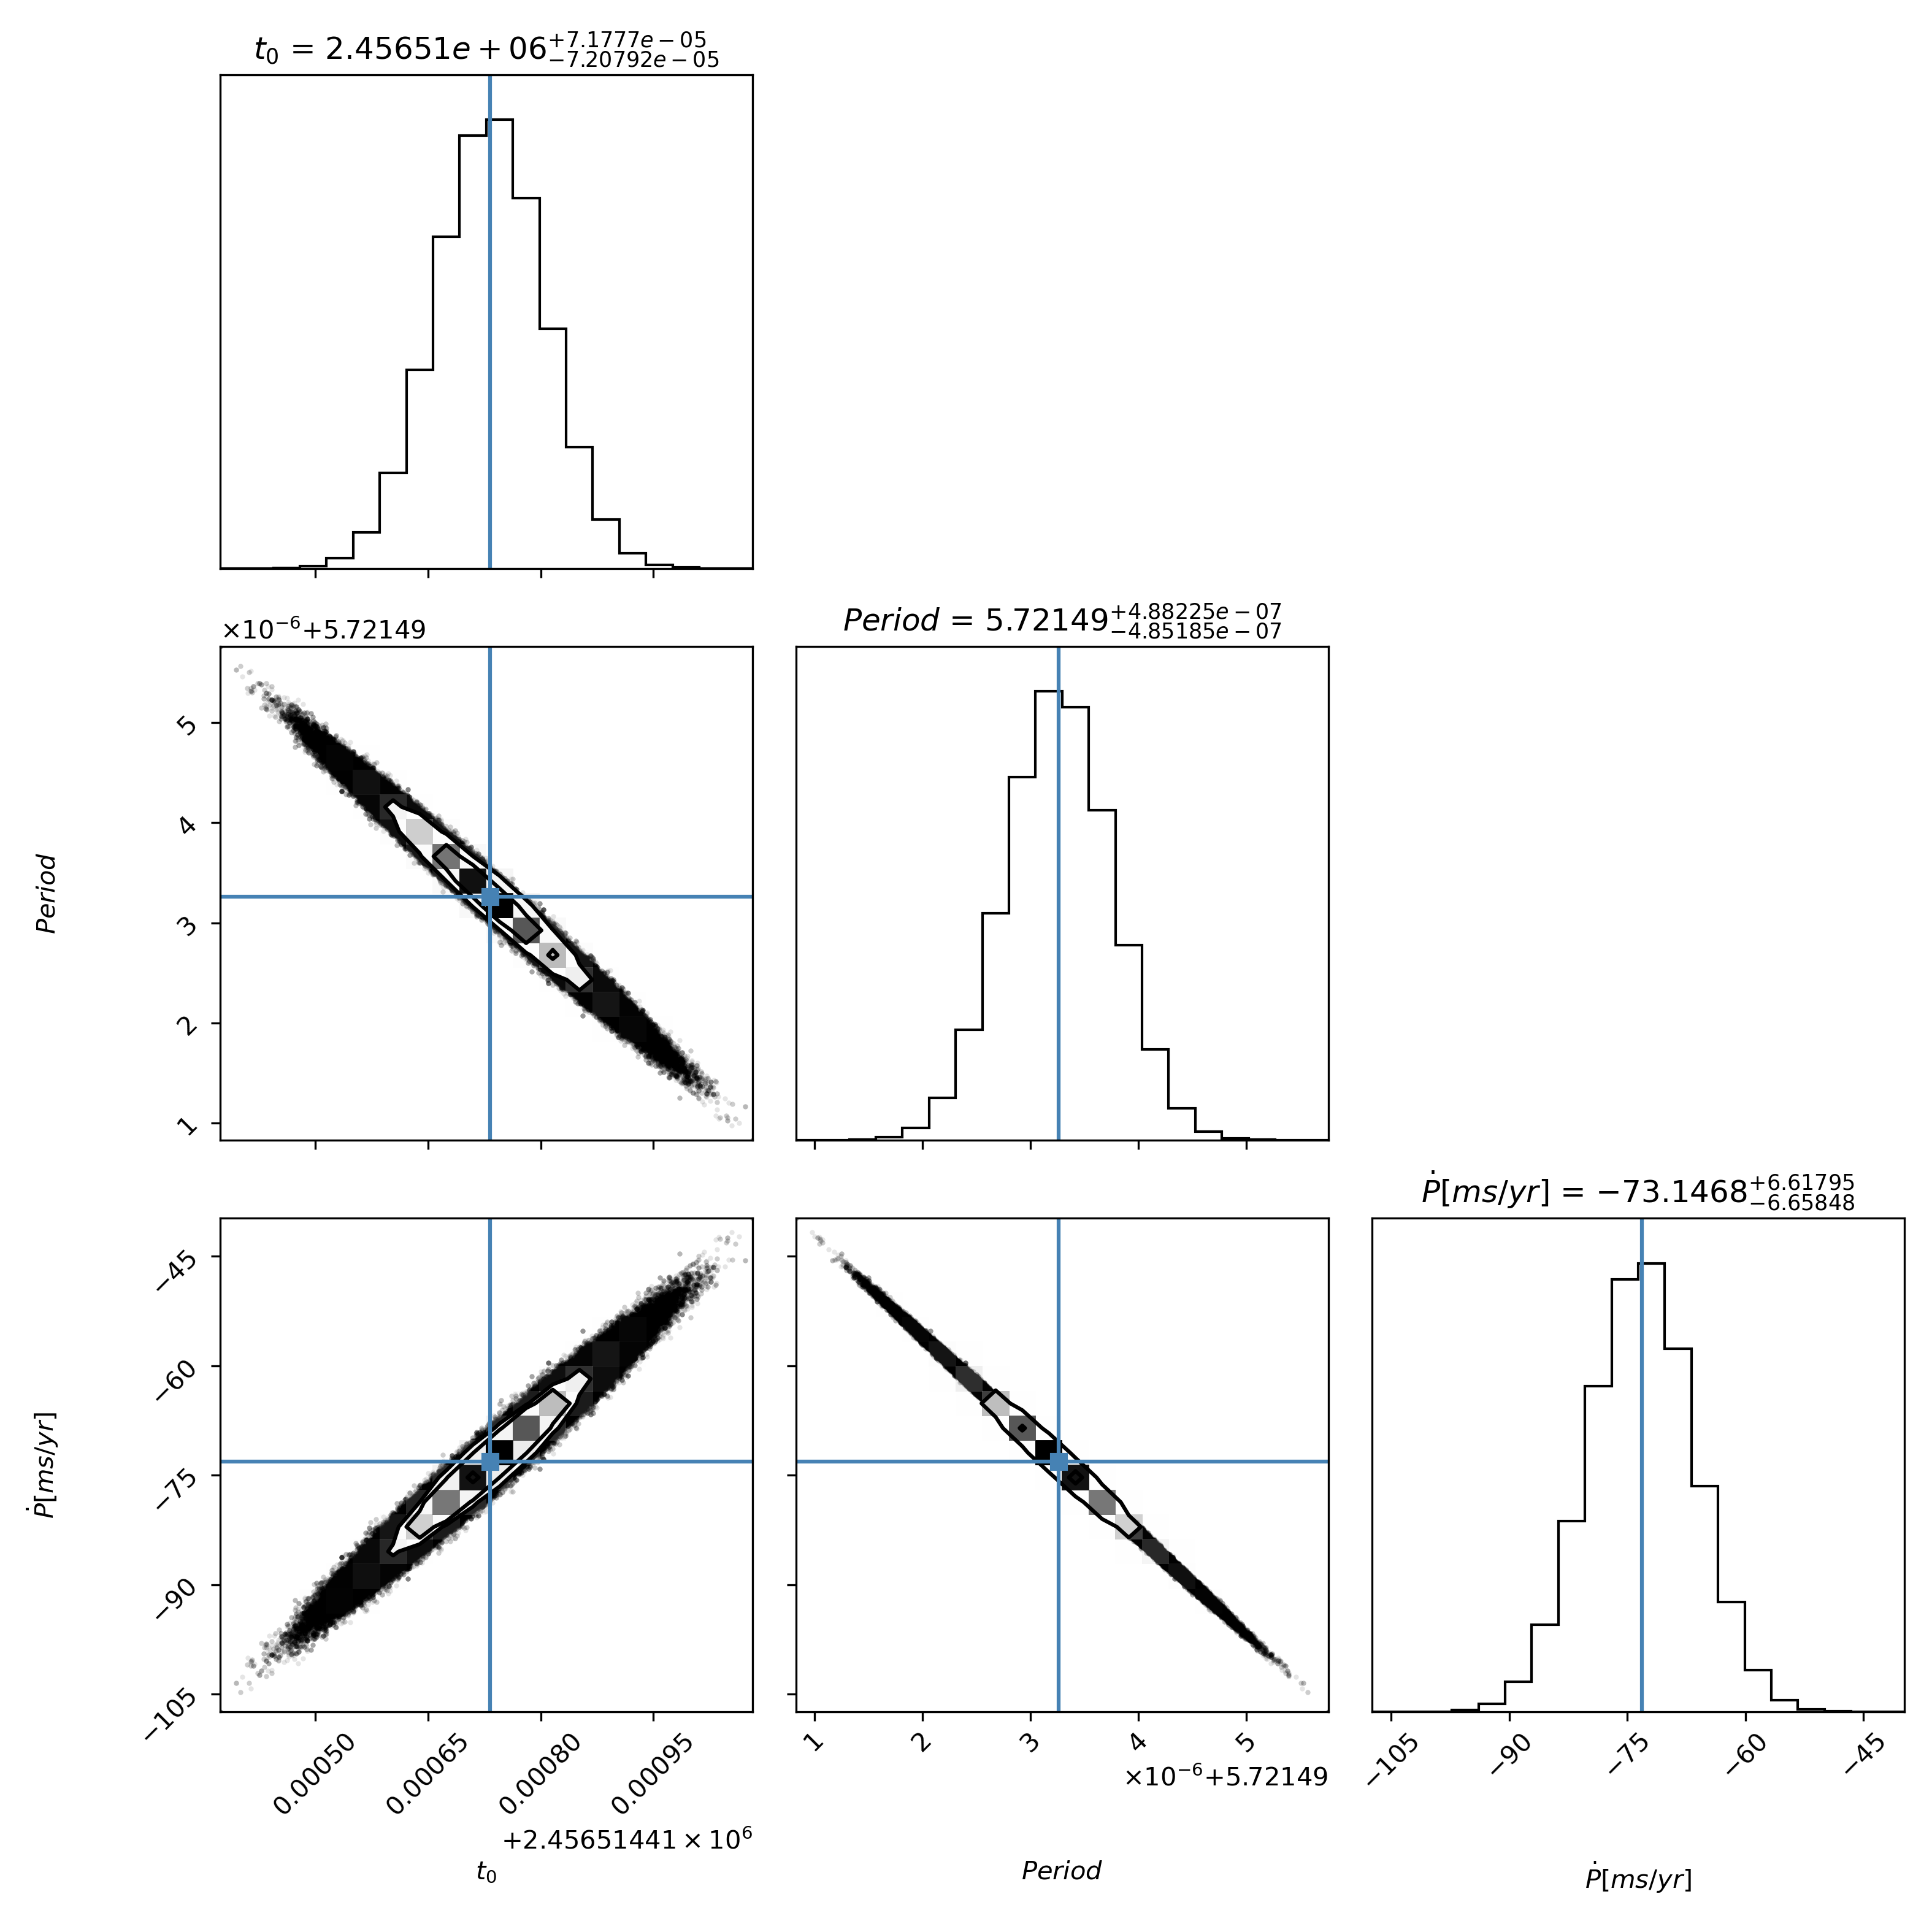 t₀ = 2.45651e + 06 +7.1777e − 05 −7.20792e − 05
×10⁻⁶+5.72149
Period = 5.72149 +4.88225e − 07 −4.85185e − 07
Period
5
4
3
2
1
Ṗ[ms/yr] = −73.1468 +6.61795 −6.65848
Ṗ[ms/yr]
−45
−60
−75
−90
−105
0.00050 0.00065 0.00080 0.00095
1 2 3 4 5
−105 −90 −75 −60 −45
×10⁻⁶+5.72149
+2.45651441 × 10⁶
t₀ Period Ṗ[ms/yr]